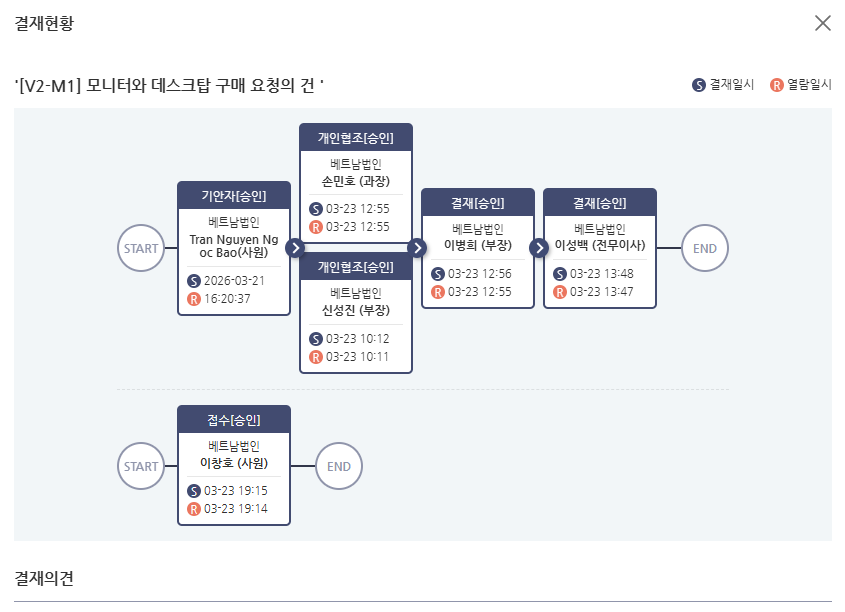 결재현황
'[V2-M1] 모니터와 데스크탑 구매 요청의 건 '
S 결재일시
R 열람일시
START
기안자[승인]
베트남법인
Tran Nguyen Ng
oc Bao(사원)
S 2026-03-21
R 16:20:37
개인협조[승인]
베트남법인
손민호 (과장)
S 03-23 12:55
R 03-23 12:55
개인협조[승인]
베트남법인
신성진 (부장)
S 03-23 10:12
R 03-23 10:11
결재[승인]
베트남법인
이병희 (부장)
S 03-23 12:56
R 03-23 12:55
결재[승인]
베트남법인
이성백 (전무이사)
S 03-23 13:48
R 03-23 13:47
END
START
접수[승인]
베트남법인
이창호 (사원)
S 03-23 19:15
R 03-23 19:14
END
결재의견